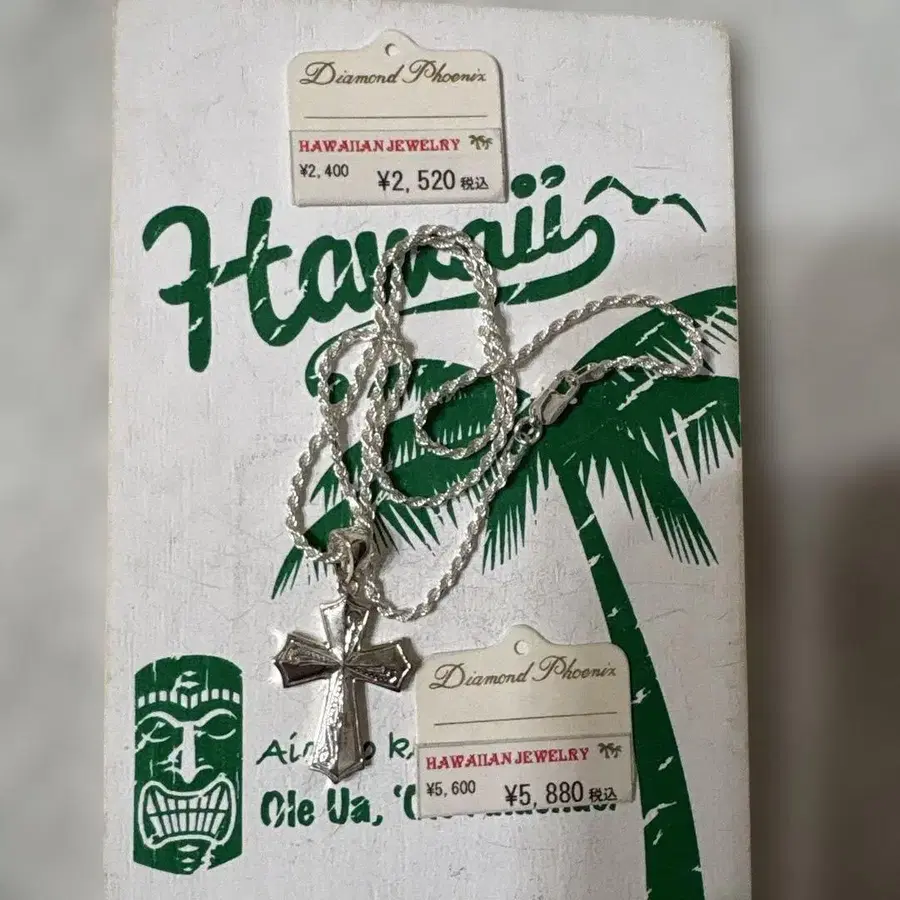 Diamond Phoenix
HAWAIIAN JEWELRY
¥2,400
¥2,520 税込
Hawaii
Diamond Phoenix
HAWAIIAN JEWELRY
¥5,600
¥5,880 税込
Ole Ua,